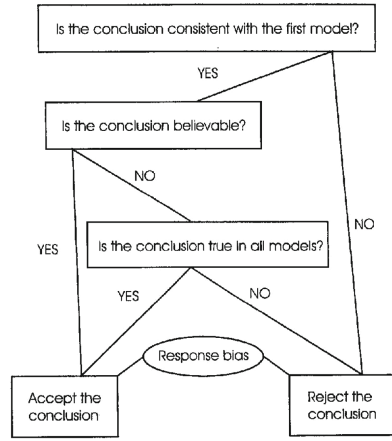 Is the conclusion consistent with the first model?
YES
Is the conclusion believable?
NO
NO
YES
Is the conclusion true in all models?
YES
NO
Response bias
Accept the
conclusion
Reject the
conclusion